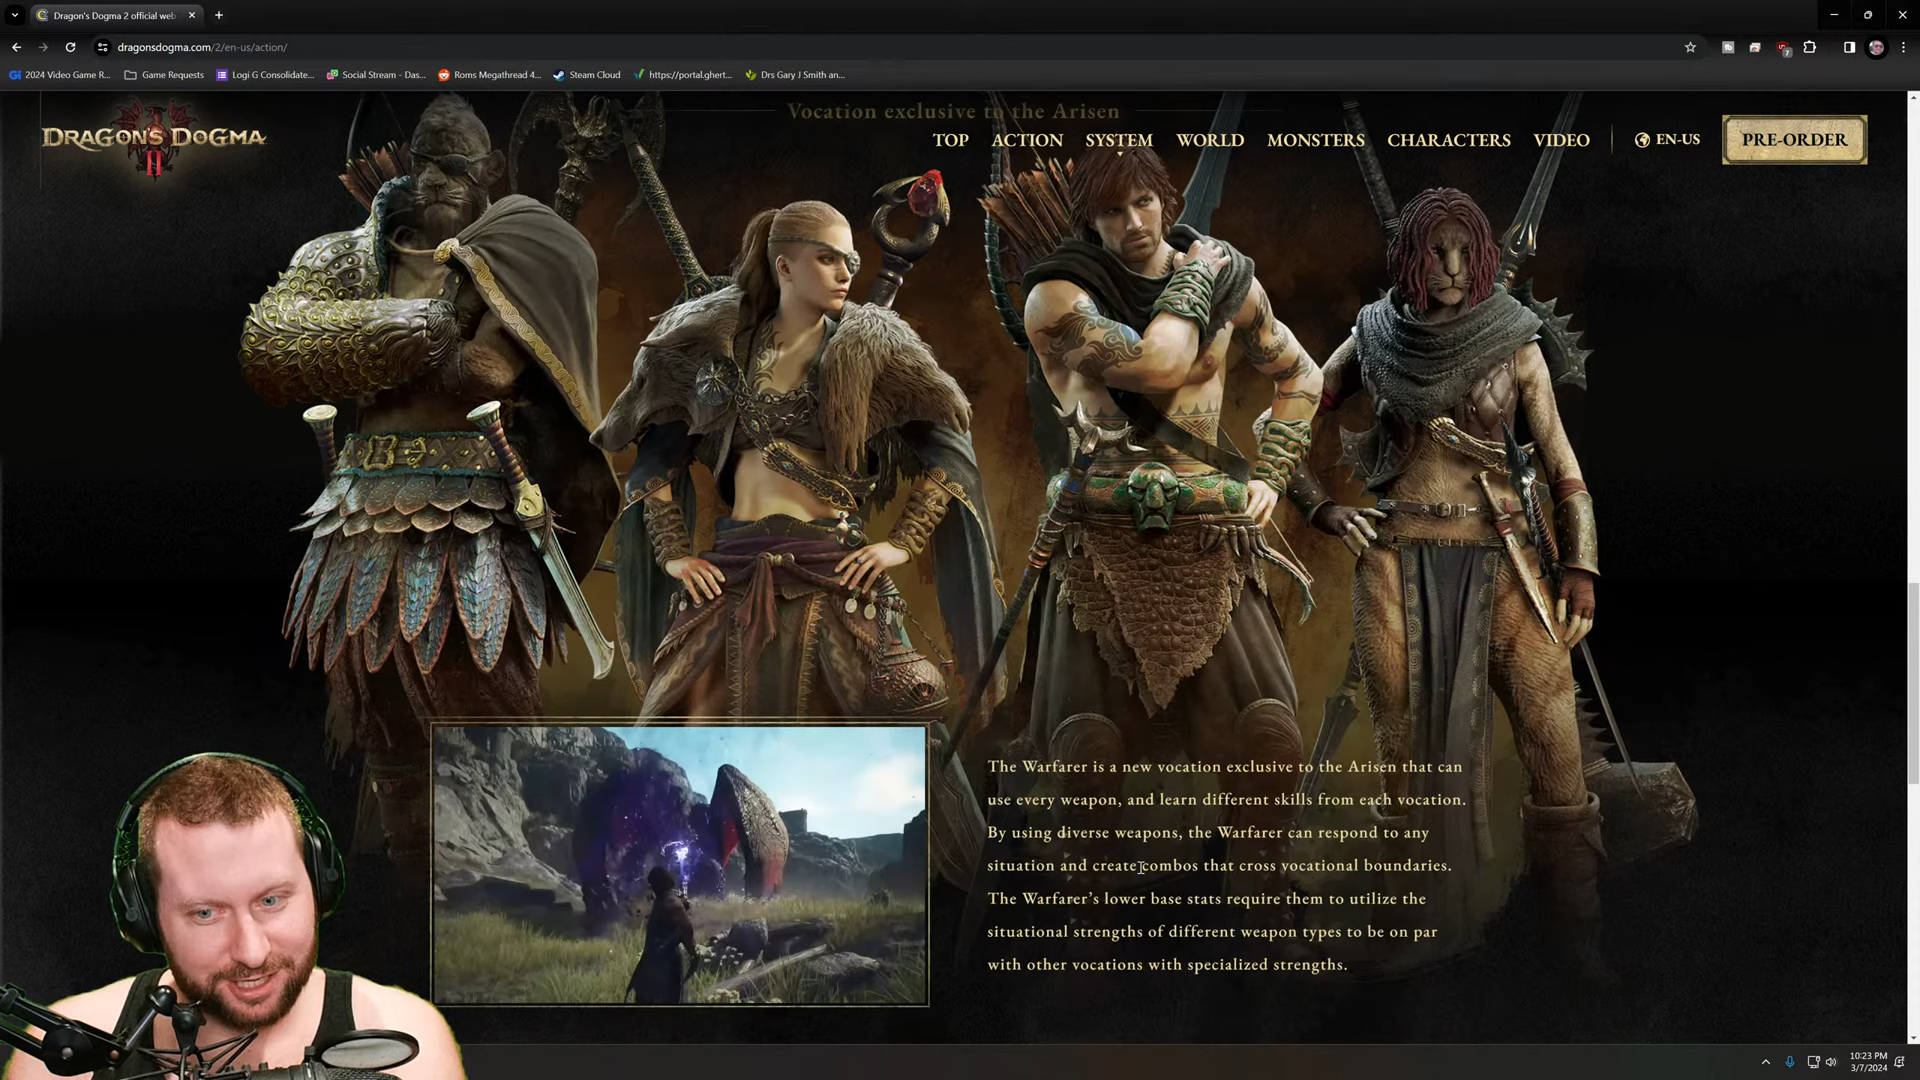 Dragon's Dogma 2 official web
dragonsdogma.com/2/en-us/action/
2024 Video Game R...
Game Requests
Logi G Consolidate...
Social Stream - Das...
Roms Megathread 4...
Steam Cloud
https://portal.ghert...
Drs Gary J Smith an...
Vocation exclusive to the Arisen
DRAGON'S DOGMA
II
TOP
ACTION
SYSTEM
WORLD
MONSTERS
CHARACTERS
VIDEO
EN-US
PRE-ORDER
The Warfarer is a new vocation exclusive to the Arisen that can
use every weapon, and learn different skills from each vocation.
By using diverse weapons, the Warfarer can respond to any
situation and create combos that cross vocational boundaries.
The Warfarer's lower base stats require them to utilize the
situational strengths of different weapon types to be on par
with other vocations with specialized strengths.
10:23 PM
3/7/2024